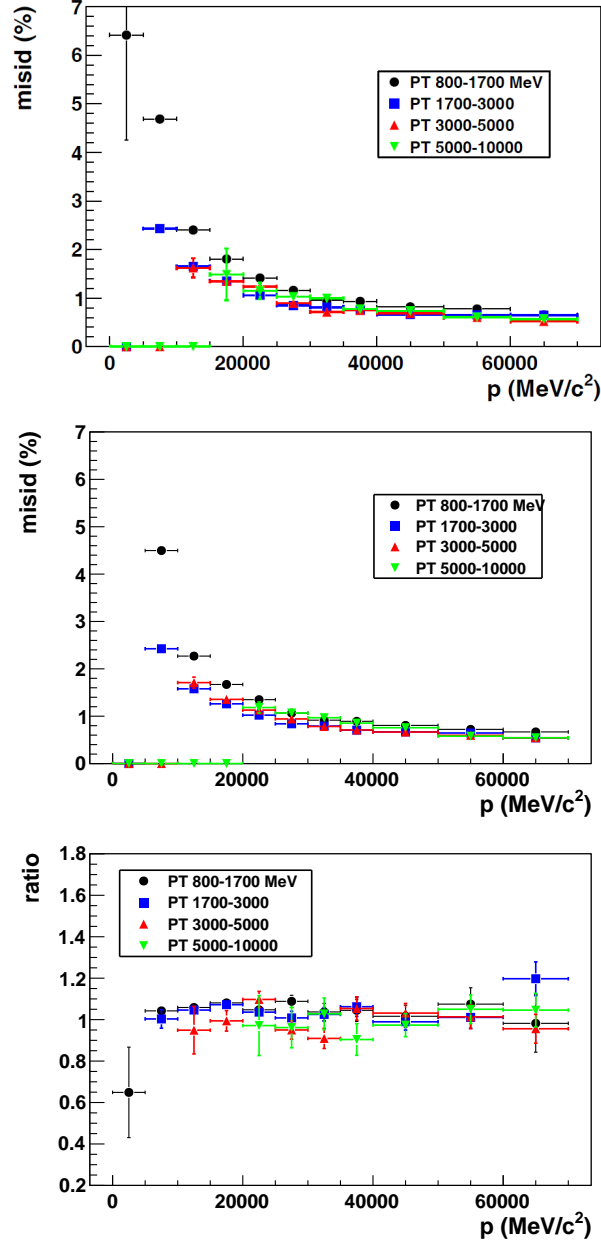 misid (%)
7
6
5
4
3
2
1
0
PT 800-1700 MeV
PT 1700-3000
PT 3000-5000
PT 5000-10000
0 20000 40000 60000
p (MeV/c²)
misid (%)
7
6
5
4
3
2
1
0
PT 800-1700 MeV
PT 1700-3000
PT 3000-5000
PT 5000-10000
0 20000 40000 60000
p (MeV/c²)
ratio
1.8
1.6
1.4
1.2
1.0
0.8
0.6
0.4
0.2
PT 800-1700 MeV
PT 1700-3000
PT 3000-5000
PT 5000-10000
0 20000 40000 60000
p (MeV/c²)